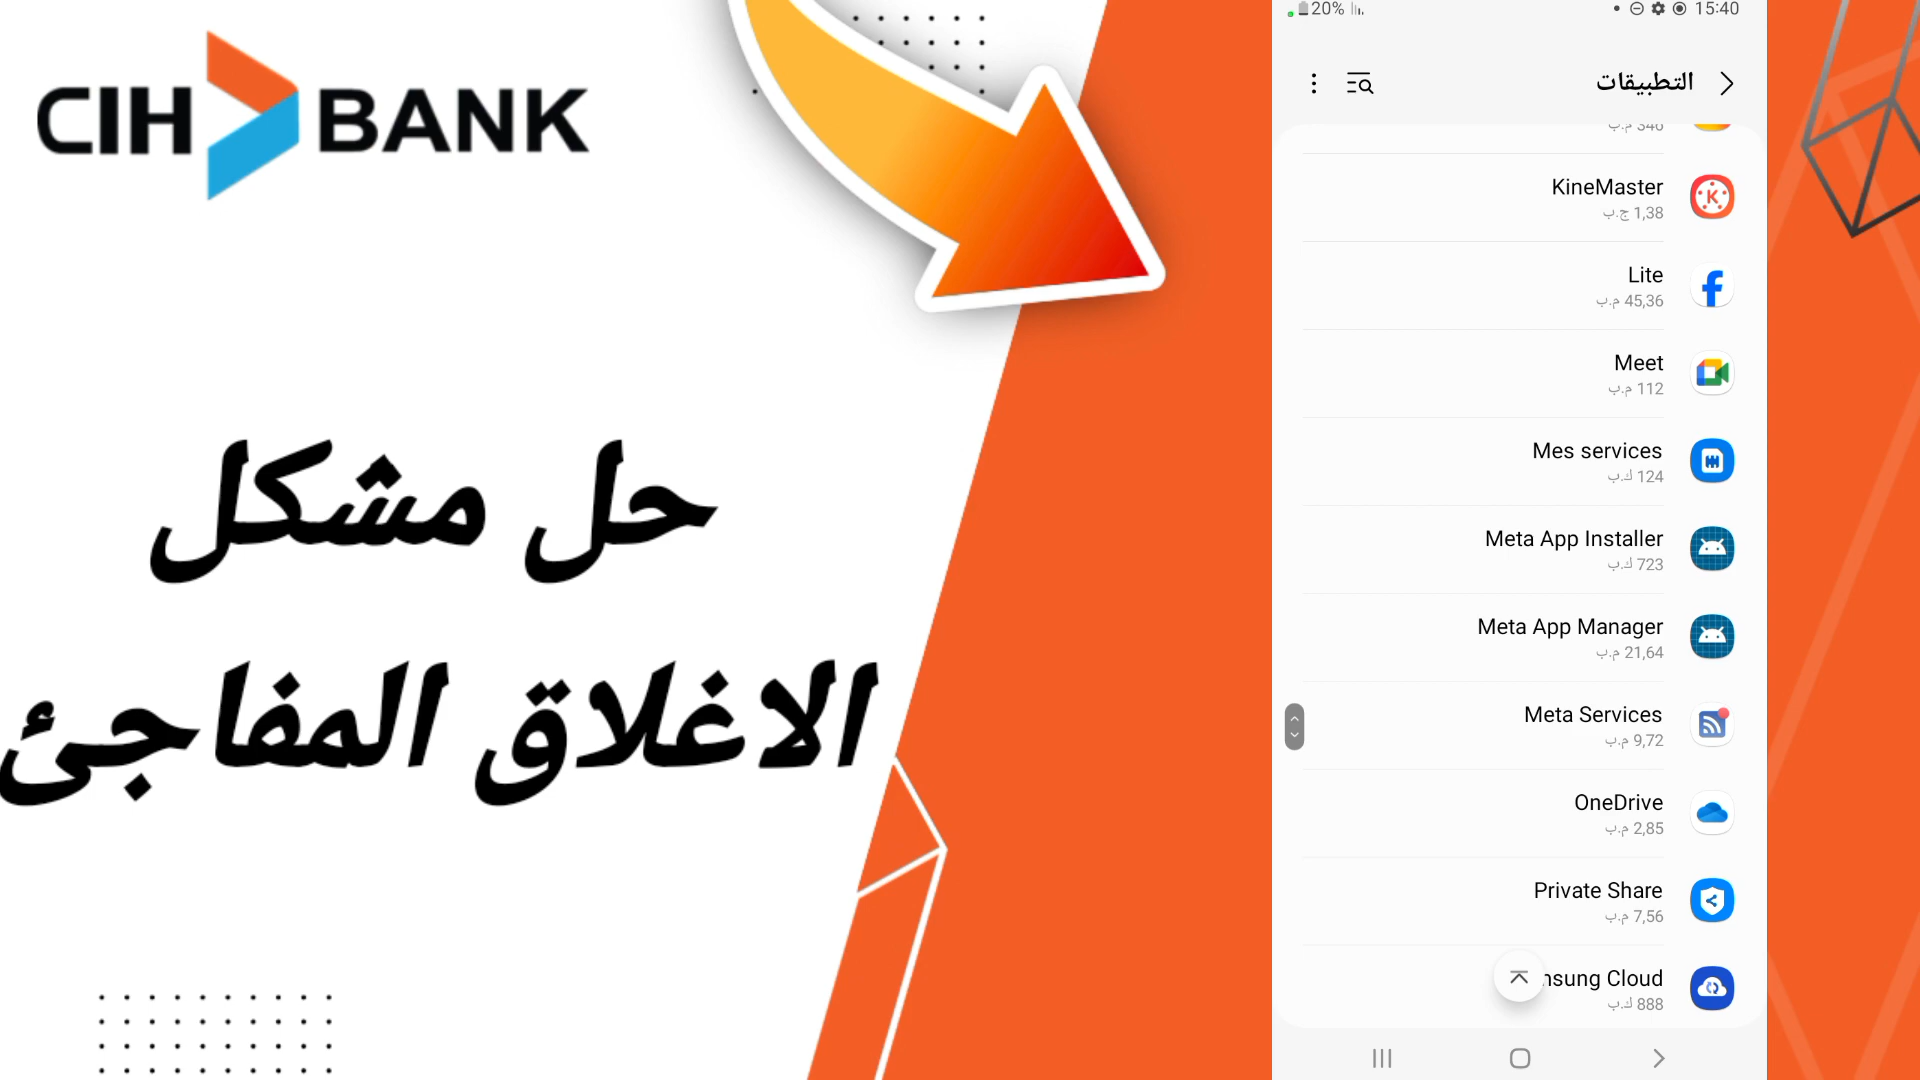 CIH BANK
حل مشكل
الاغلاق المفاجئ
20%
15:40
التطبيقات
346 م.ب
KineMaster
1,38 ج.ب
Lite
45,36 م.ب
Meet
112 م.ب
Mes services
124 ك.ب
Meta App Installer
723 ك.ب
Meta App Manager
21,64 م.ب
Meta Services
9,72 م.ب
OneDrive
2,85 م.ب
Private Share
7,56 م.ب
nsung Cloud
888 ك.ب